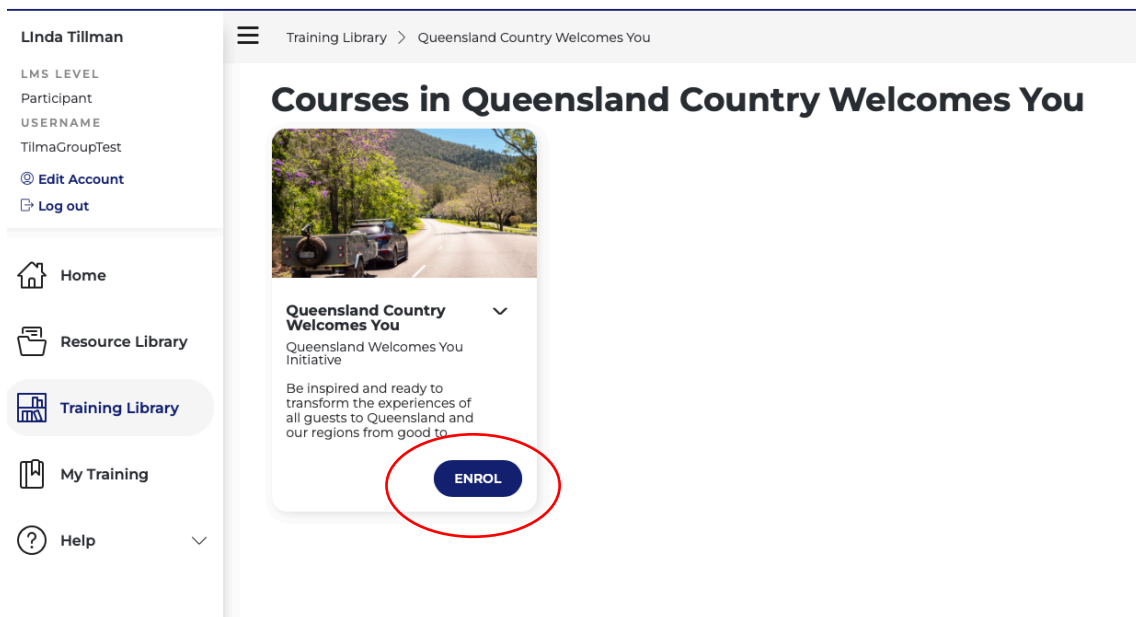 LInda Tillman
LMS LEVEL
Participant
USERNAME
TilmaGroupTest
Edit Account
Log out
Home
Resource Library
Training Library
My Training
Help
Training Library > Queensland Country Welcomes You
Courses in Queensland Country Welcomes You
Queensland Country
Welcomes You
Queensland Welcomes You
Initiative
Be inspired and ready to
transform the experiences of
all guests to Queensland and
our regions from good to
ENROL